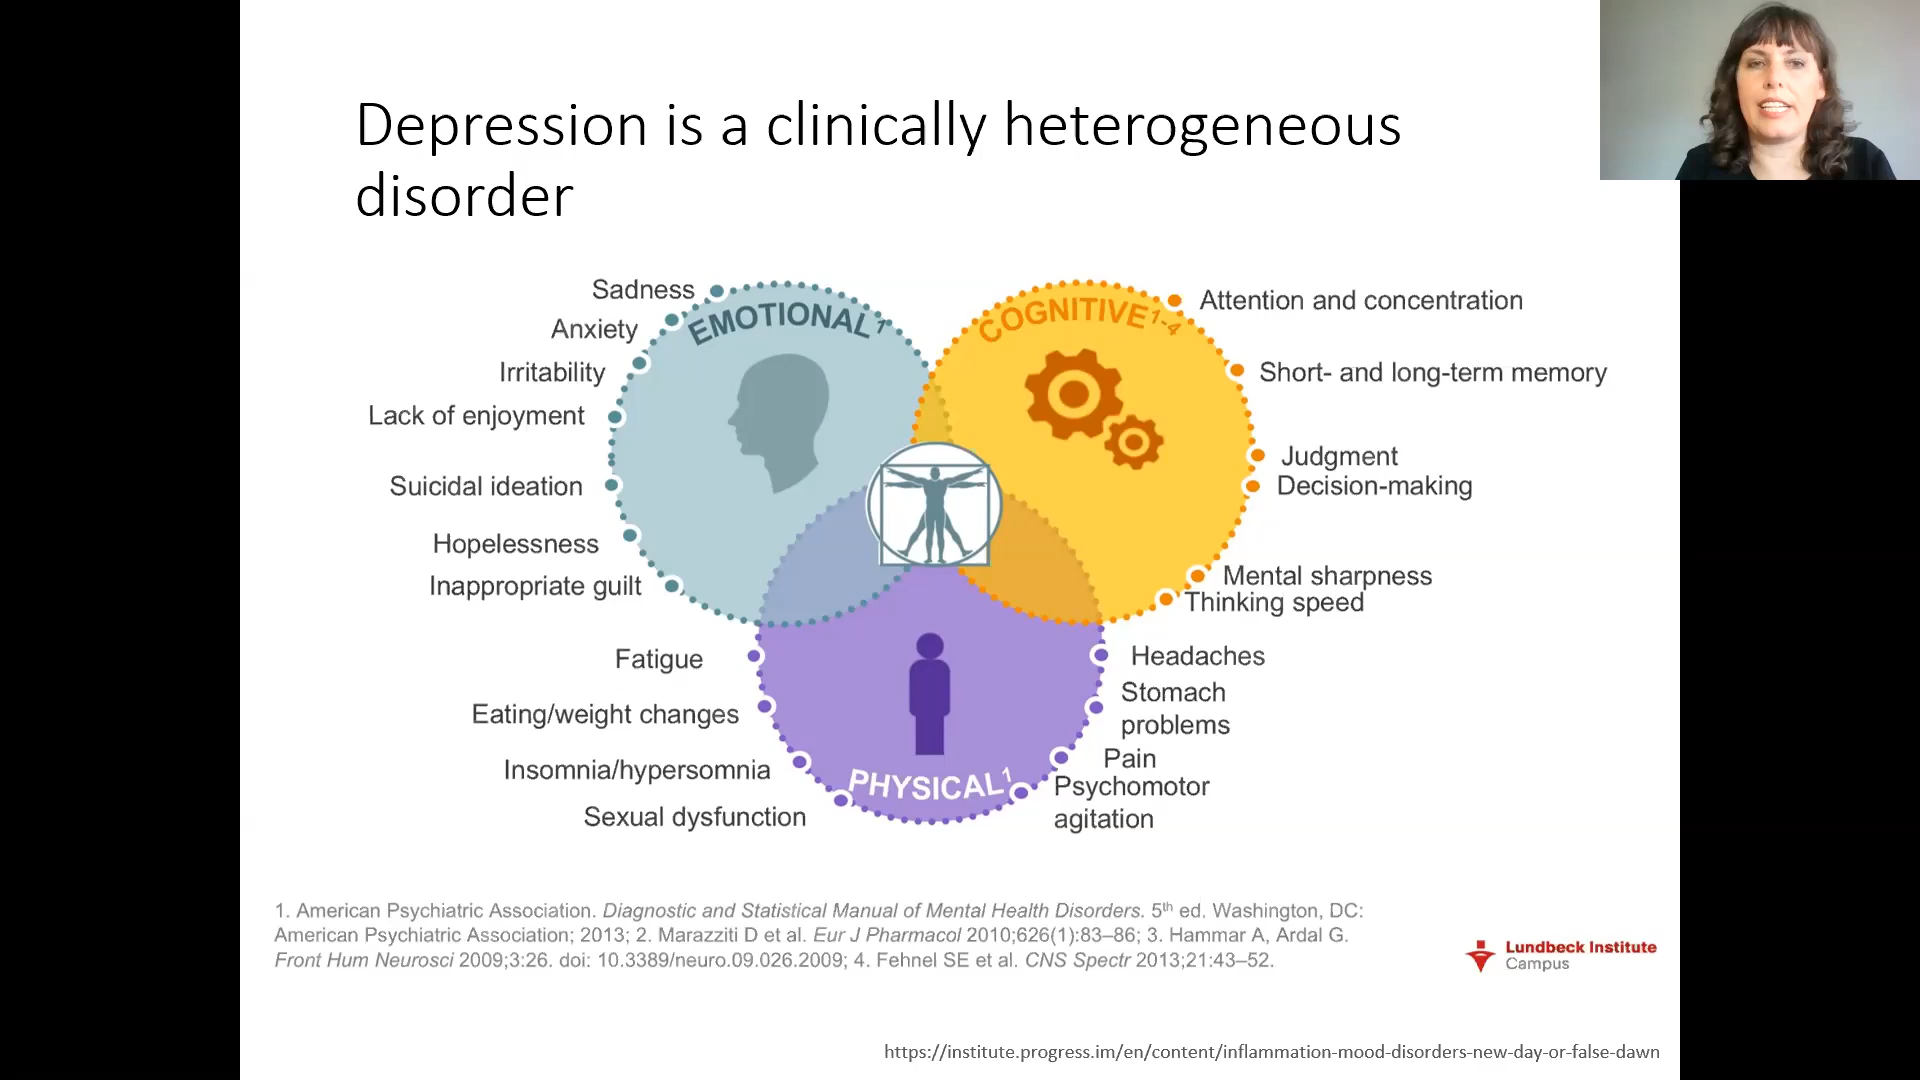 Depression is a clinically heterogeneous
disorder
EMOTIONAL¹
Sadness
Anxiety
Irritability
Lack of enjoyment
Suicidal ideation
Hopelessness
Inappropriate guilt
COGNITIVE¹⁻⁴
Attention and concentration
Short- and long-term memory
Judgment
Decision-making
Mental sharpness
Thinking speed
PHYSICAL¹
Fatigue
Eating/weight changes
Insomnia/hypersomnia
Sexual dysfunction
Headaches
Stomach
problems
Pain
Psychomotor
agitation
1. American Psychiatric Association. Diagnostic and Statistical Manual of Mental Health Disorders. 5th ed. Washington, DC:
American Psychiatric Association; 2013; 2. Marazziti D et al. Eur J Pharmacol 2010;626(1):83–86; 3. Hammar A, Ardal G.
Front Hum Neurosci 2009;3:26. doi: 10.3389/neuro.09.026.2009; 4. Fehnel SE et al. CNS Spectr 2013;21:43–52.
Lundbeck Institute
Campus
https://institute.progress.im/en/content/inflammation-mood-disorders-new-day-or-false-dawn